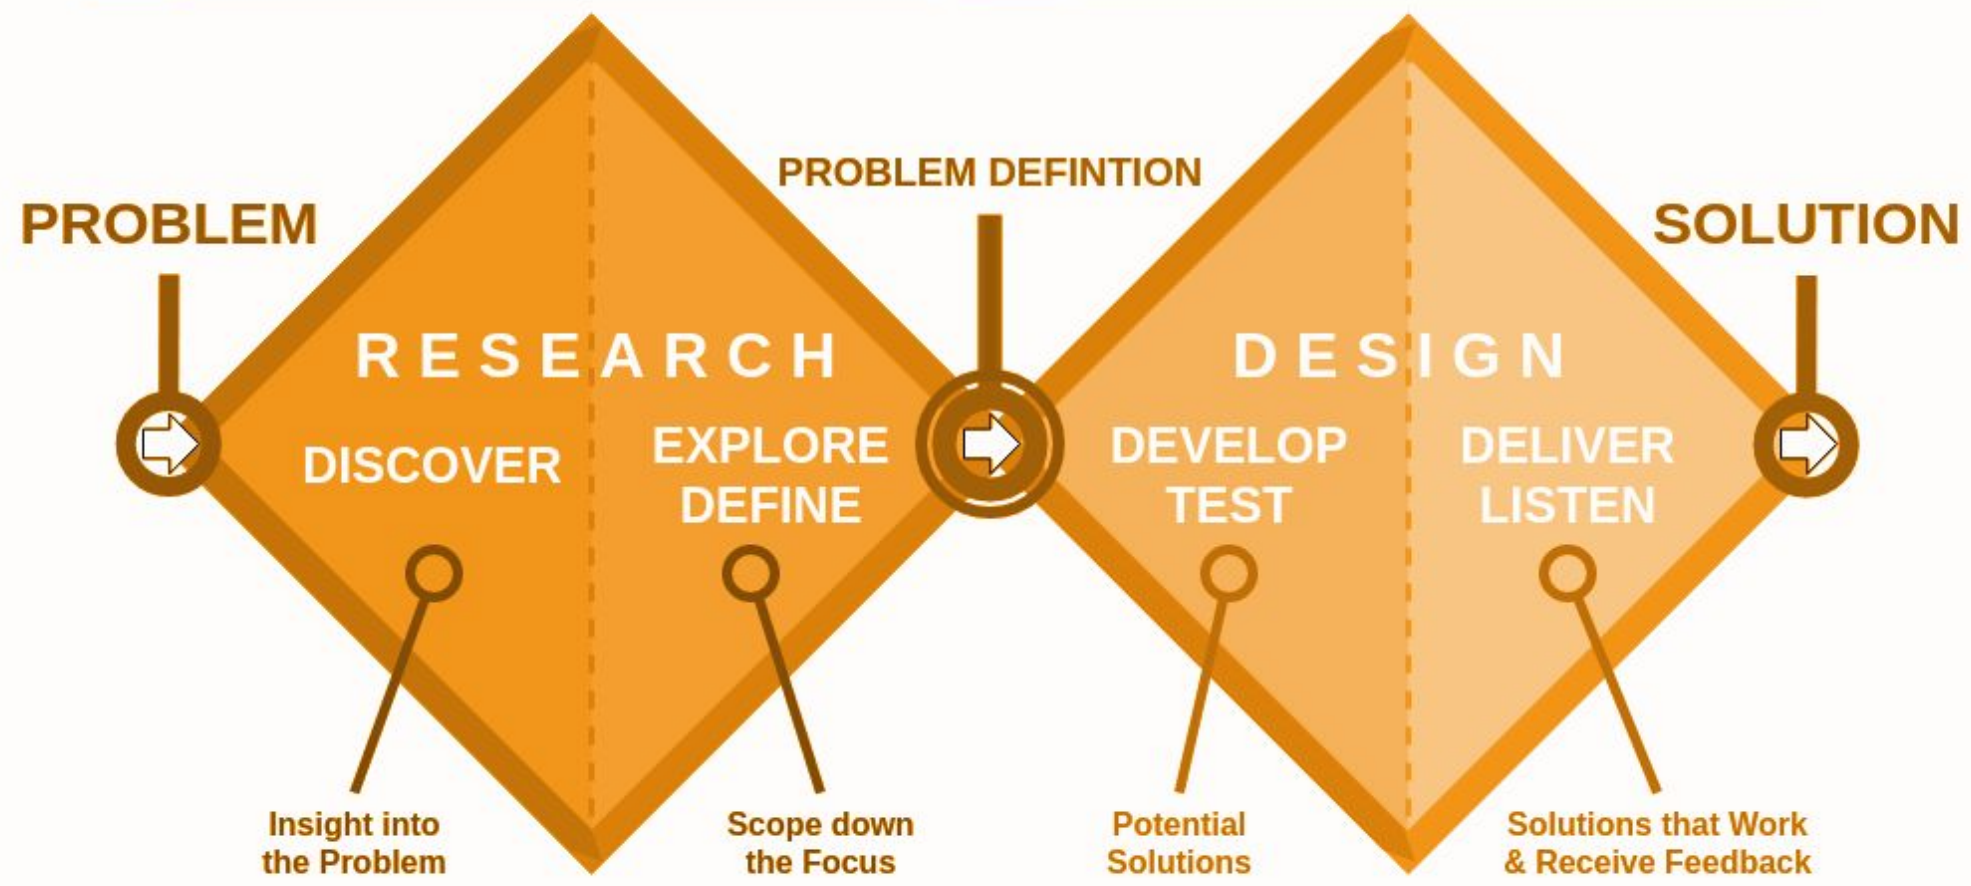 PROBLEM
PROBLEM DEFINTION
SOLUTION
RESEARCH
DISCOVER
EXPLORE
DEFINE
DESIGN
DEVELOP
TEST
DELIVER
LISTEN
Insight into
the Problem
Scope down
the Focus
Potential
Solutions
Solutions that Work
& Receive Feedback